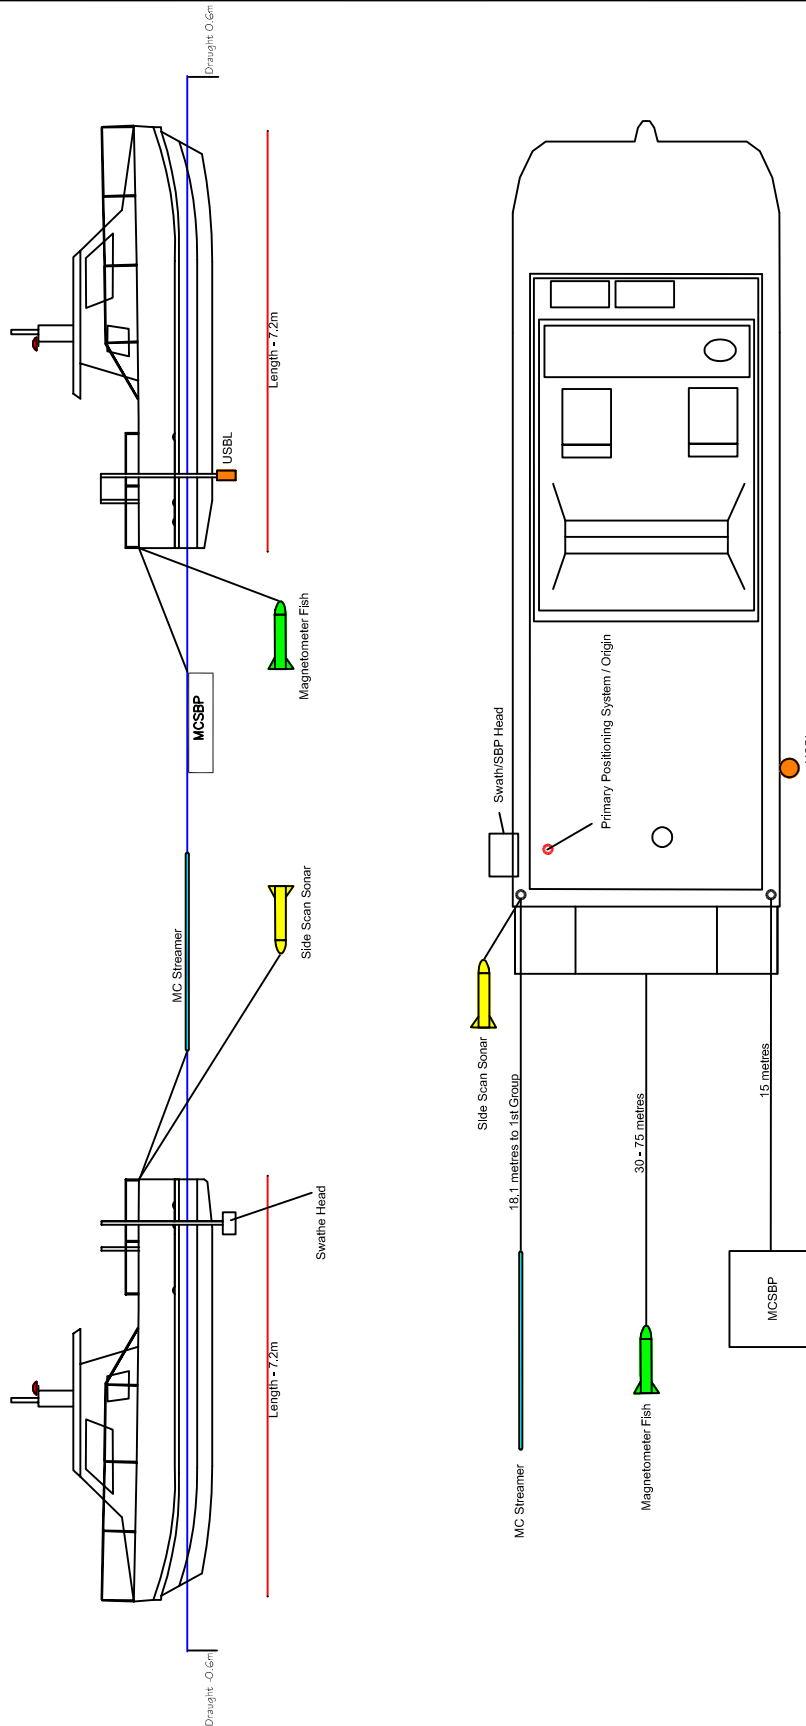 Draught 0.6m
Length - 7.2m
USBL
Magnetometer Fish
MCSBP
MC Streamer
Side Scan Sonar
Swathe Head
Length - 7.2m
Draught -0.6m
Swath/SBP Head
Primary Positioning System / Origin
Side Scan Sonar
18.1 metres to 1st Group
30 - 75 metres
15 metres
MC Streamer
Magnetometer Fish
MCSBP